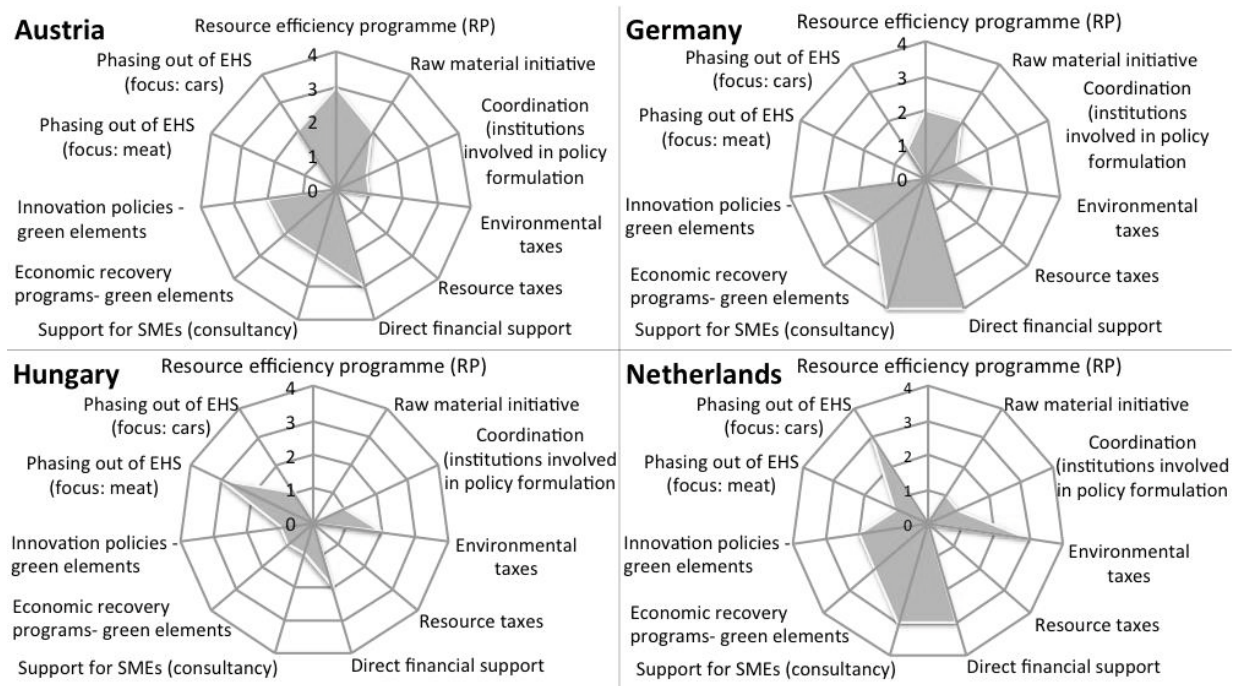 Austria
Resource efficiency programme (RP)
Phasing out of EHS
(focus: cars)
Raw material initiative
Coordination
(institutions
involved in policy
formulation
Phasing out of EHS
(focus: meat)
Innovation policies -
green elements
Environmental
taxes
Economic recovery
programs- green elements
Resource taxes
Support for SMEs (consultancy)
Direct financial support
4
3
2
1
0
Germany
Resource efficiency programme (RP)
Phasing out of EHS
(focus: cars)
Raw material initiative
Coordination
(institutions
involved in policy
formulation
Phasing out of EHS
(focus: meat)
Innovation policies -
green elements
Environmental
taxes
Economic recovery
programs- green elements
Resource taxes
Support for SMEs (consultancy)
Direct financial support
4
3
2
1
0
Hungary
Resource efficiency programme (RP)
Phasing out of EHS
(focus: cars)
Raw material initiative
Coordination
(institutions involved
in policy formulation
Phasing out of EHS
(focus: meat)
Innovation policies -
green elements
Environmental
taxes
Economic recovery
programs- green elements
Resource taxes
Support for SMEs (consultancy)
Direct financial support
4
3
2
1
0
Netherlands
Resource efficiency programme (RP)
Phasing out of EHS
(focus: cars)
Raw material initiative
Coordination
(institutions involved
in policy formulation
Phasing out of EHS
(focus: meat)
Innovation policies -
green elements
Environmental
taxes
Economic recovery
programs- green elements
Resource taxes
Support for SMEs (consultancy)
Direct financial support
4
3
2
1
0